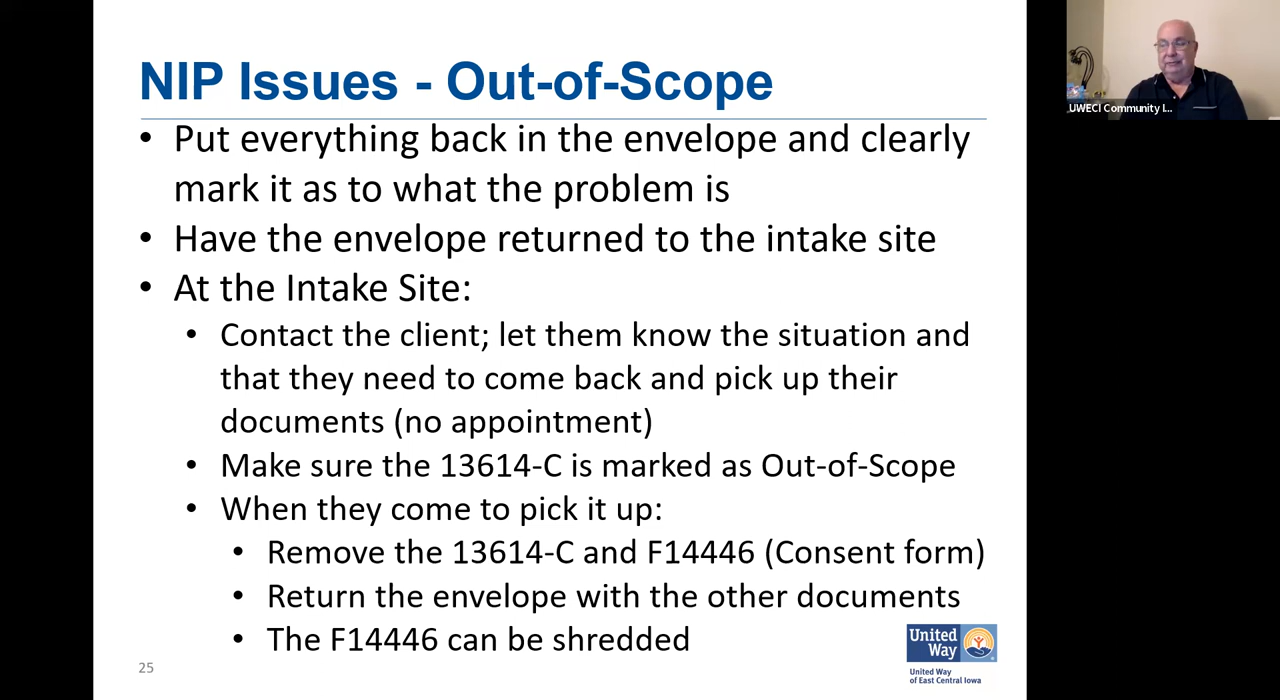 NIP Issues - Out-of-Scope
• Put everything back in the envelope and clearly
mark it as to what the problem is
• Have the envelope returned to the intake site
• At the Intake Site:
• Contact the client; let them know the situation and
that they need to come back and pick up their
documents (no appointment)
• Make sure the 13614-C is marked as Out-of-Scope
• When they come to pick it up:
• Remove the 13614-C and F14446 (Consent form)
• Return the envelope with the other documents
• The F14446 can be shredded
25
United
Way
United Way
of East Central Iowa
UWECI Community I...